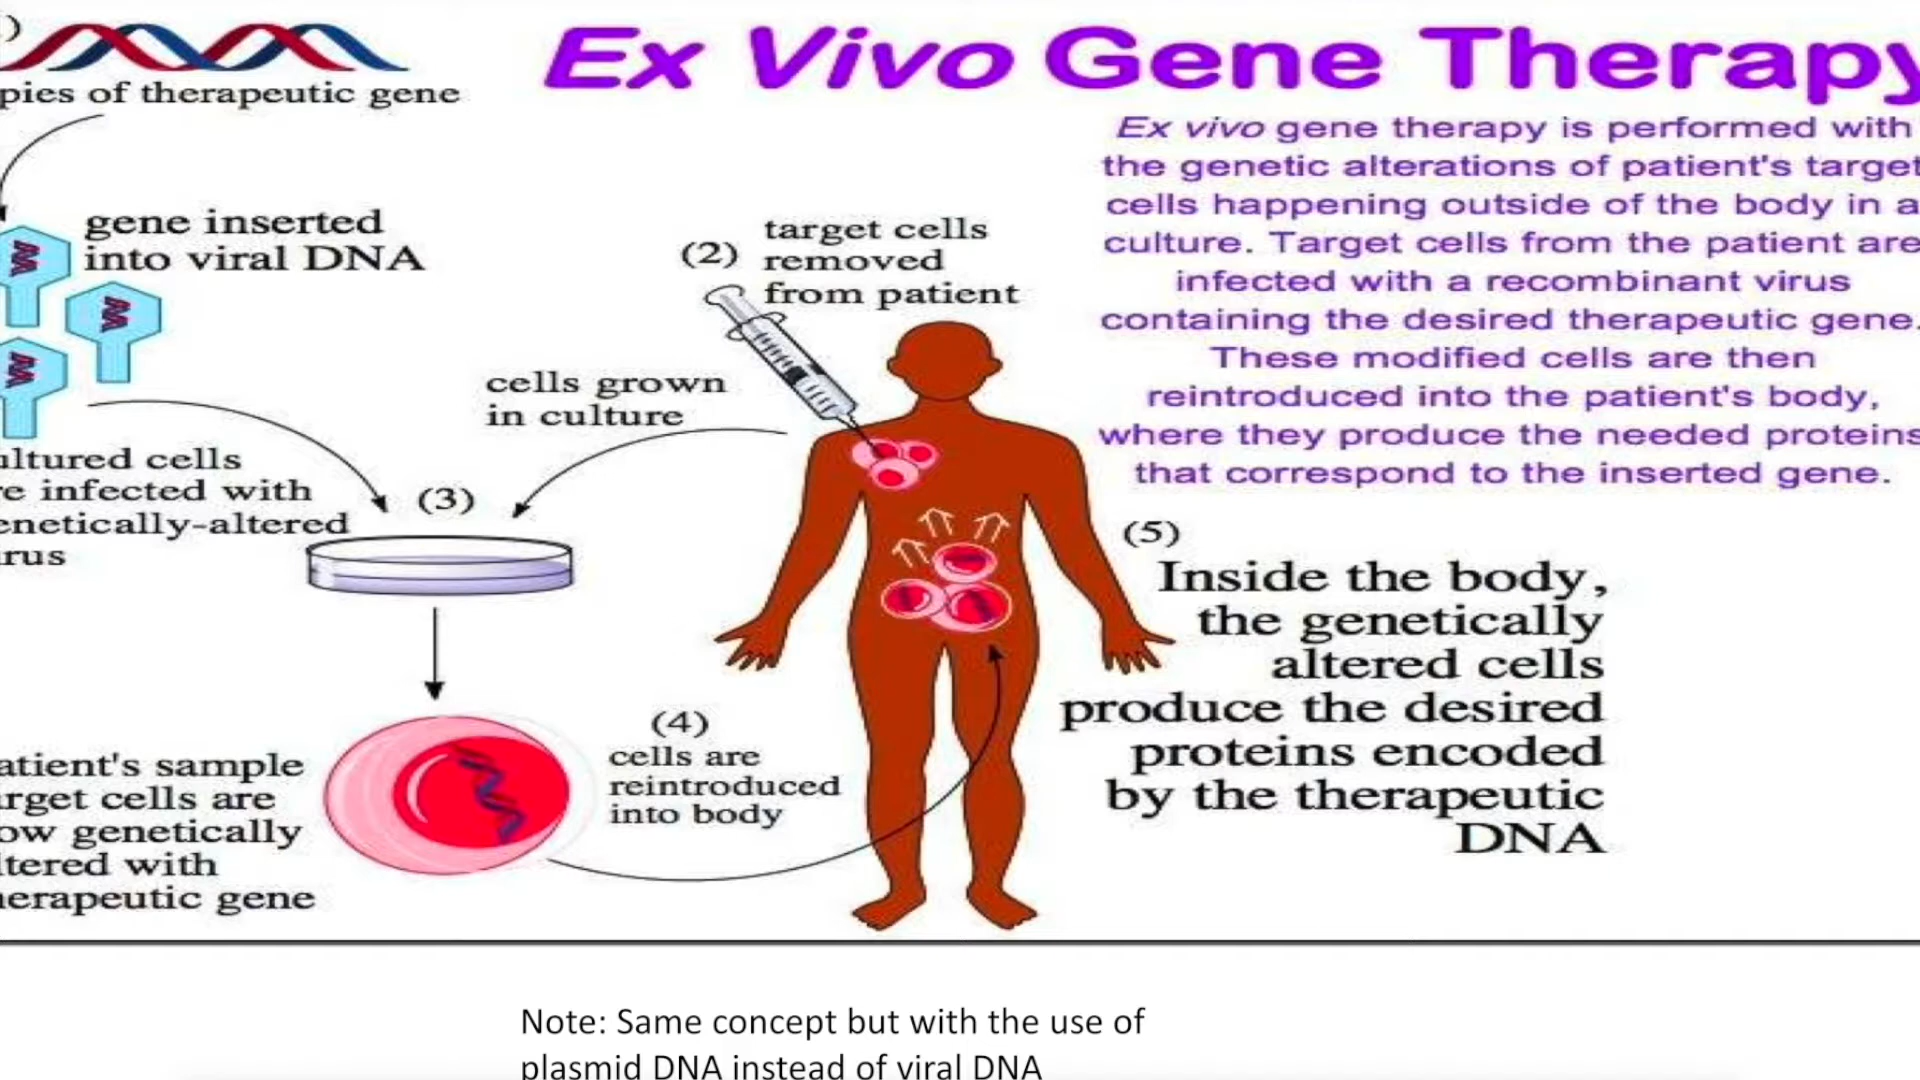 Ex Vivo Gene Therapy
pies of therapeutic gene
gene inserted
into viral DNA
(2)
target cells
removed
from patient
cells grown
in culture
ultured cells
re infected with
enetically-altered
irus
(3)
atient's sample
arget cells are
ow genetically
ltered with
herapeutic gene
(4)
cells are
reintroduced
into body
Ex vivo gene therapy is performed with
the genetic alterations of patient's target
cells happening outside of the body in a
culture. Target cells from the patient are
infected with a recombinant virus
containing the desired therapeutic gene.
These modified cells are then
reintroduced into the patient's body,
where they produce the needed proteins
that correspond to the inserted gene.
(5)
Inside the body,
the genetically
altered cells
produce the desired
proteins encoded
by the therapeutic
DNA
Note: Same concept but with the use of
plasmid DNA instead of viral DNA